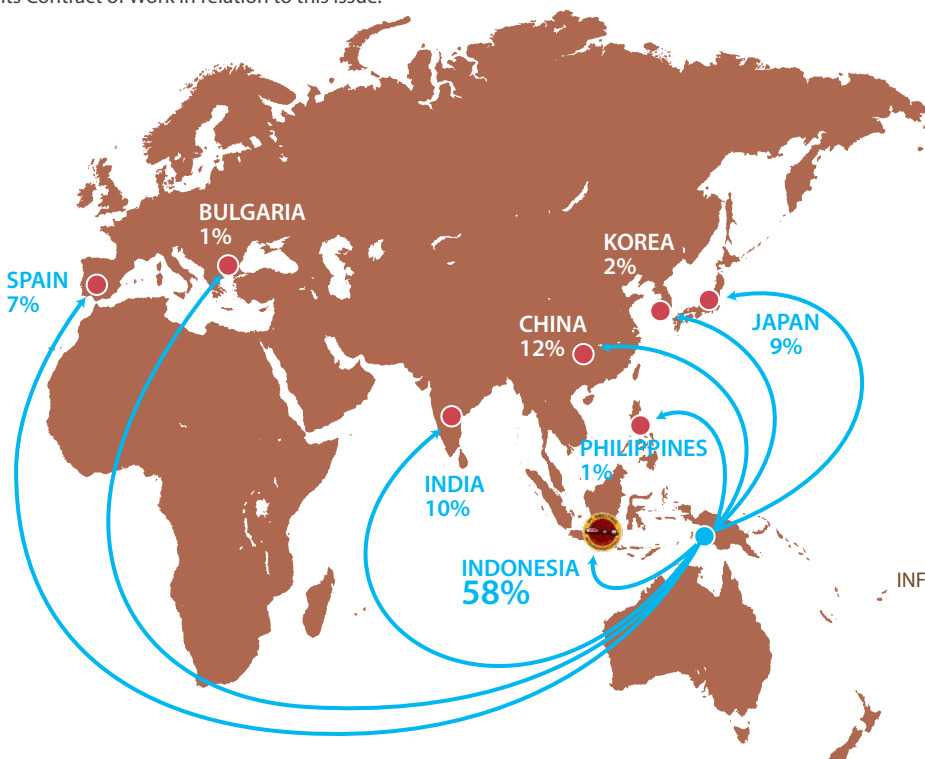 its Contract of Work in relation to this issue.
BULGARIA
1%
KOREA
2%
SPAIN
7%
CHINA
12%
JAPAN
9%
PHILIPPINES
1%
INDIA
10%
INDONESIA
58%
INF